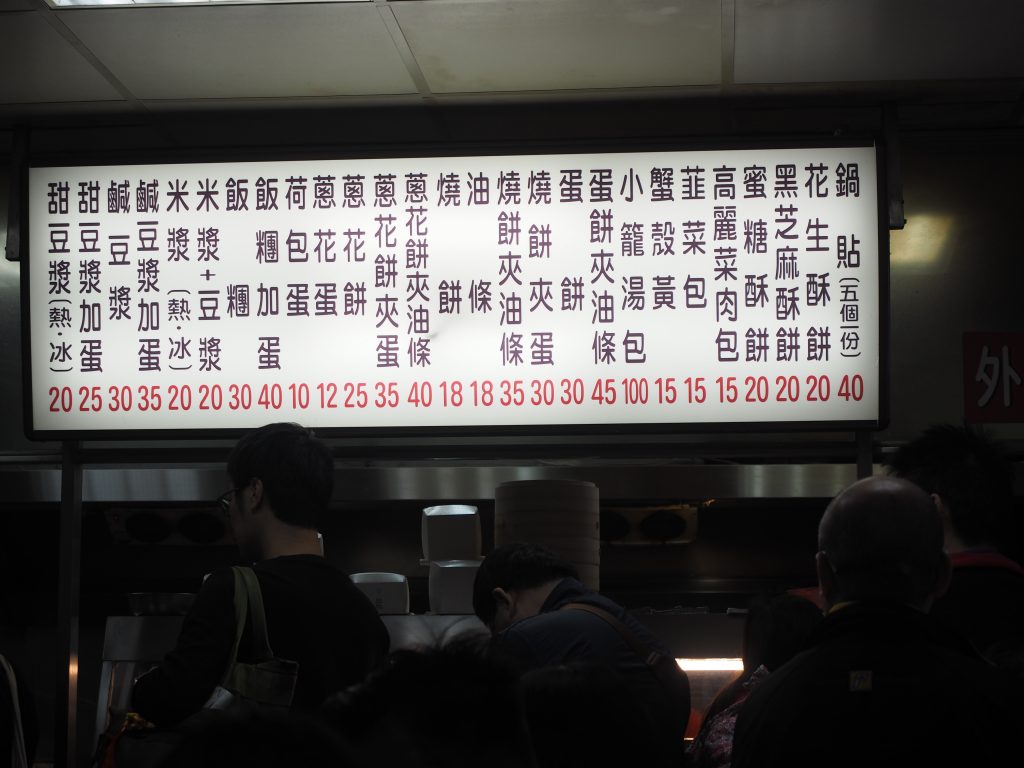 甜豆漿(熱·冰) 20
甜豆漿加蛋 25
鹹豆漿 30
鹹豆漿加蛋 35
米漿(熱·冰) 20
米漿+豆漿 20
飯糰 30
飯糰加蛋 40
荷包蛋 10
蔥花蛋 12
蔥花餅 25
蔥花餅夾蛋 35
蔥花餅夾油條 40
燒餅 18
油條 18
燒餅夾油條 35
燒餅夾蛋 30
蛋餅 30
蛋餅夾油條 45
小籠湯包 100
蟹殼黃 15
韮菜包 15
高麗菜肉包 15
蜜糖酥餅 20
黑芝麻酥餅 20
花生酥餅 20
鍋貼(五個一份) 40
外